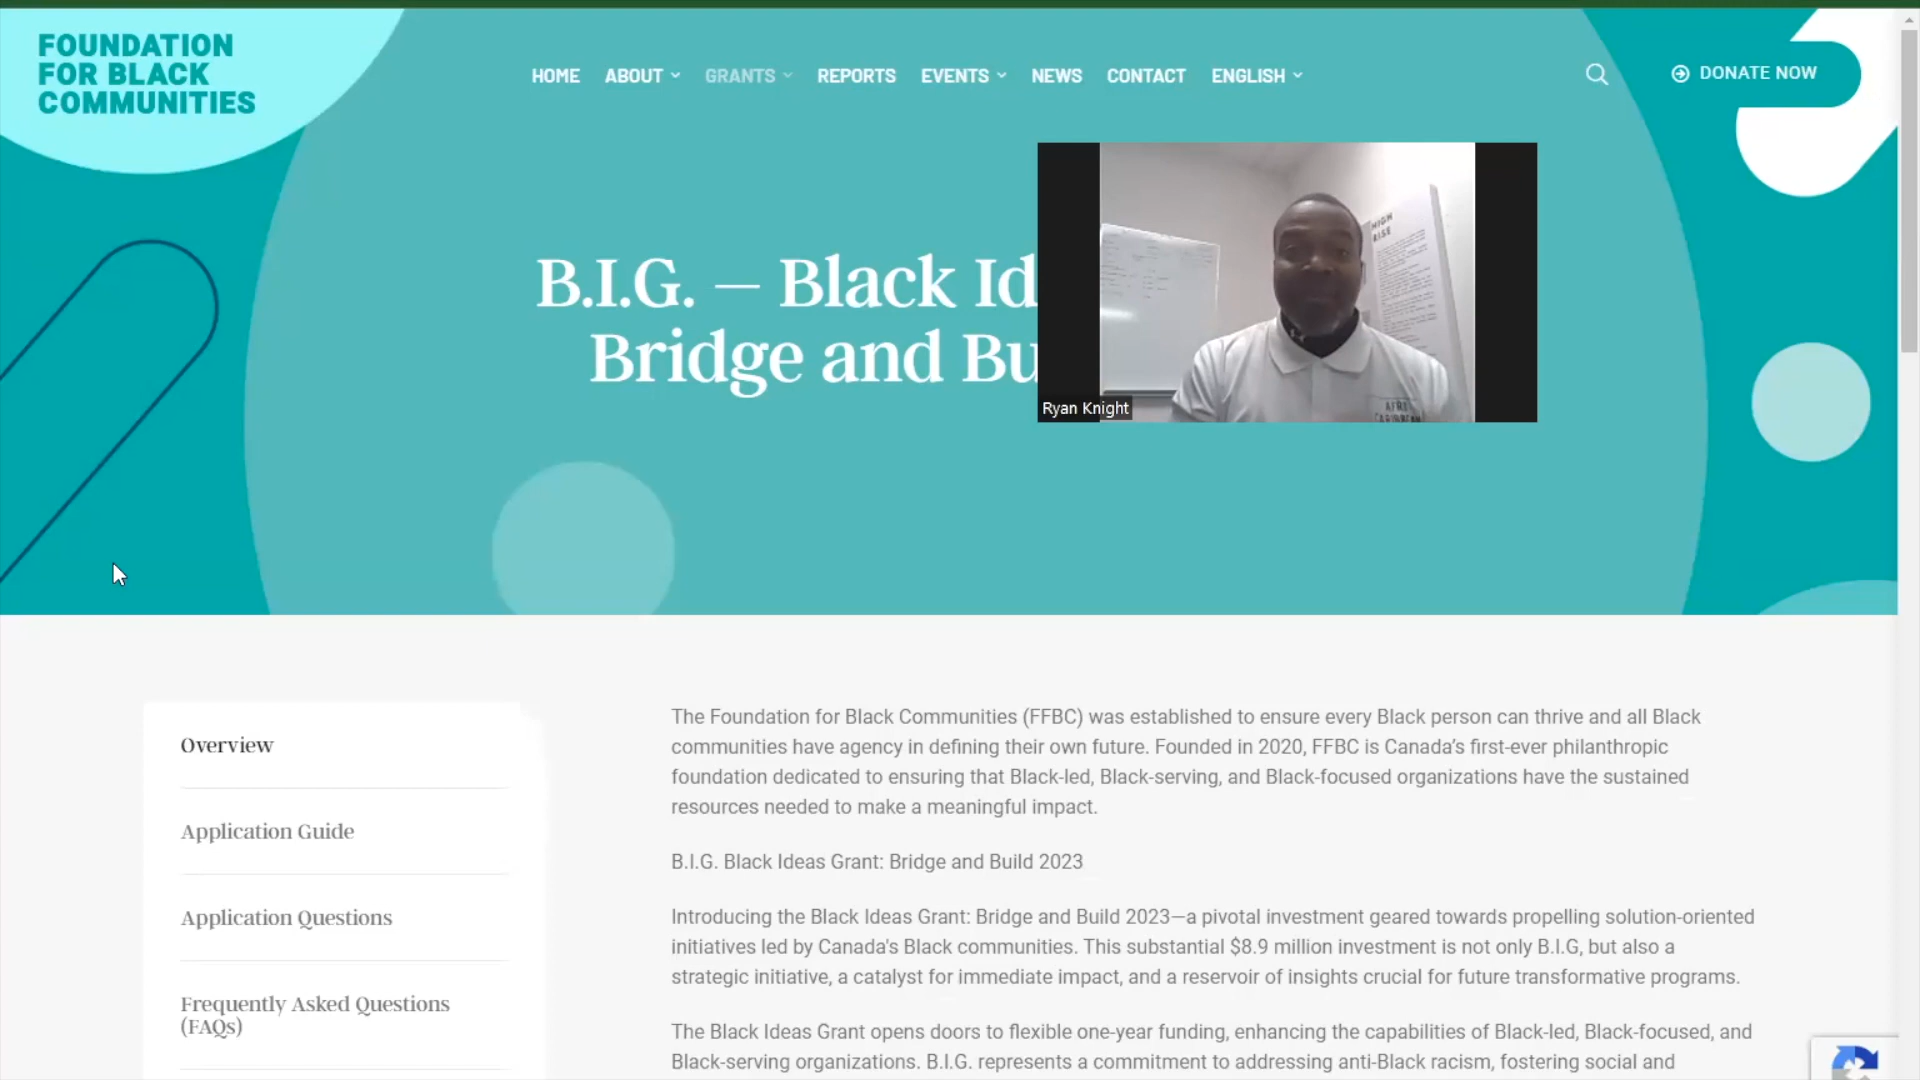 FOUNDATION
FOR BLACK
COMMUNITIES
HOME ABOUT GRANTS REPORTS EVENTS NEWS CONTACT ENGLISH
DONATE NOW
B.I.G. — Black Id
Bridge and Bu
HIGH
RISE
Ryan Knight
Overview
Application Guide
Application Questions
Frequently Asked Questions
(FAQs)
The Foundation for Black Communities (FFBC) was established to ensure every Black person can thrive and all Black
communities have agency in defining their own future. Founded in 2020, FFBC is Canada's first-ever philanthropic
foundation dedicated to ensuring that Black-led, Black-serving, and Black-focused organizations have the sustained
resources needed to make a meaningful impact.
B.I.G. Black Ideas Grant: Bridge and Build 2023
Introducing the Black Ideas Grant: Bridge and Build 2023—a pivotal investment geared towards propelling solution-oriented
initiatives led by Canada's Black communities. This substantial $8.9 million investment is not only B.I.G, but also a
strategic initiative, a catalyst for immediate impact, and a reservoir of insights crucial for future transformative programs.
The Black Ideas Grant opens doors to flexible one-year funding, enhancing the capabilities of Black-led, Black-focused, and
Black-serving organizations. B.I.G. represents a commitment to addressing anti-Black racism, fostering social and